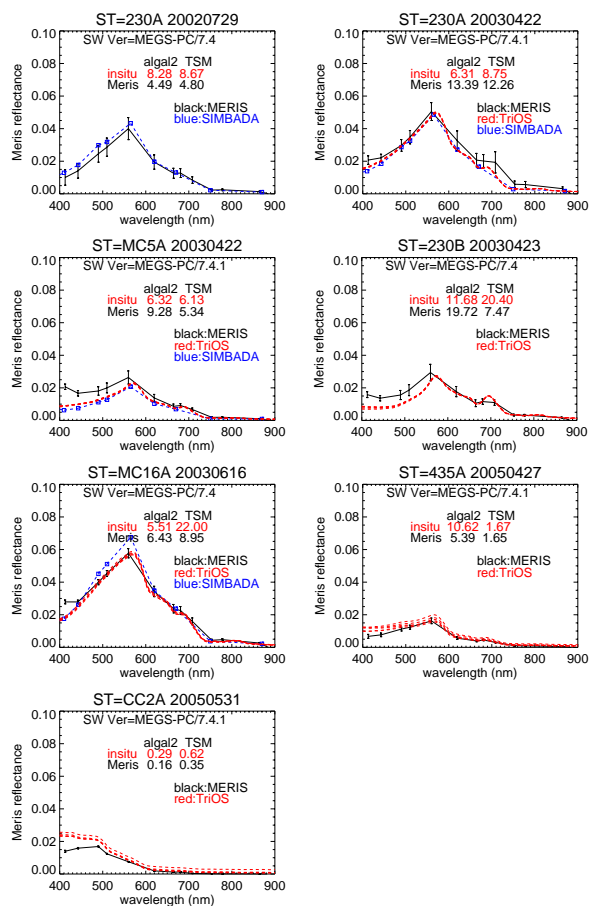 ST=230A 20020729
SW Ver=MEGS-PC/7.4
algal2 TSM
insitu 8.28 8.67
Meris 4.49 4.80
black:MERIS
blue:SIMBADA
Meris reflectance
0.10
0.08
0.06
0.04
0.02
0.00
400 500 600 700 800 900
wavelength (nm)
ST=230A 20030422
SW Ver=MEGS-PC/7.4.1
algal2 TSM
insitu 6.31 8.75
Meris 13.39 12.26
black:MERIS
red:TriOS
blue:SIMBADA
Meris reflectance
0.10
0.08
0.06
0.04
0.02
0.00
400 500 600 700 800 900
wavelength (nm)
ST=MC5A 20030422
SW Ver=MEGS-PC/7.4.1
algal2 TSM
insitu 6.32 6.13
Meris 9.28 5.34
black:MERIS
red:TriOS
blue:SIMBADA
Meris reflectance
0.10
0.08
0.06
0.04
0.02
0.00
400 500 600 700 800 900
wavelength (nm)
ST=230B 20030423
SW Ver=MEGS-PC/7.4
algal2 TSM
insitu 11.68 20.40
Meris 19.72 7.47
black:MERIS
red:TriOS
Meris reflectance
0.10
0.08
0.06
0.04
0.02
0.00
400 500 600 700 800 900
wavelength (nm)
ST=MC16A 20030616
SW Ver=MEGS-PC/7.4
algal2 TSM
insitu 5.51 22.00
Meris 6.43 8.95
black:MERIS
red:TriOS
blue:SIMBADA
Meris reflectance
0.10
0.08
0.06
0.04
0.02
0.00
400 500 600 700 800 900
wavelength (nm)
ST=435A 20050427
SW Ver=MEGS-PC/7.4.1
algal2 TSM
insitu 10.62 1.67
Meris 5.39 1.65
black:MERIS
red:TriOS
Meris reflectance
0.10
0.08
0.06
0.04
0.02
0.00
400 500 600 700 800 900
wavelength (nm)
ST=CC2A 20050531
SW Ver=MEGS-PC/7.4.1
algal2 TSM
insitu 0.29 0.62
Meris 0.16 0.35
black:MERIS
red:TriOS
Meris reflectance
0.10
0.08
0.06
0.04
0.02
0.00
400 500 600 700 800 900
wavelength (nm)